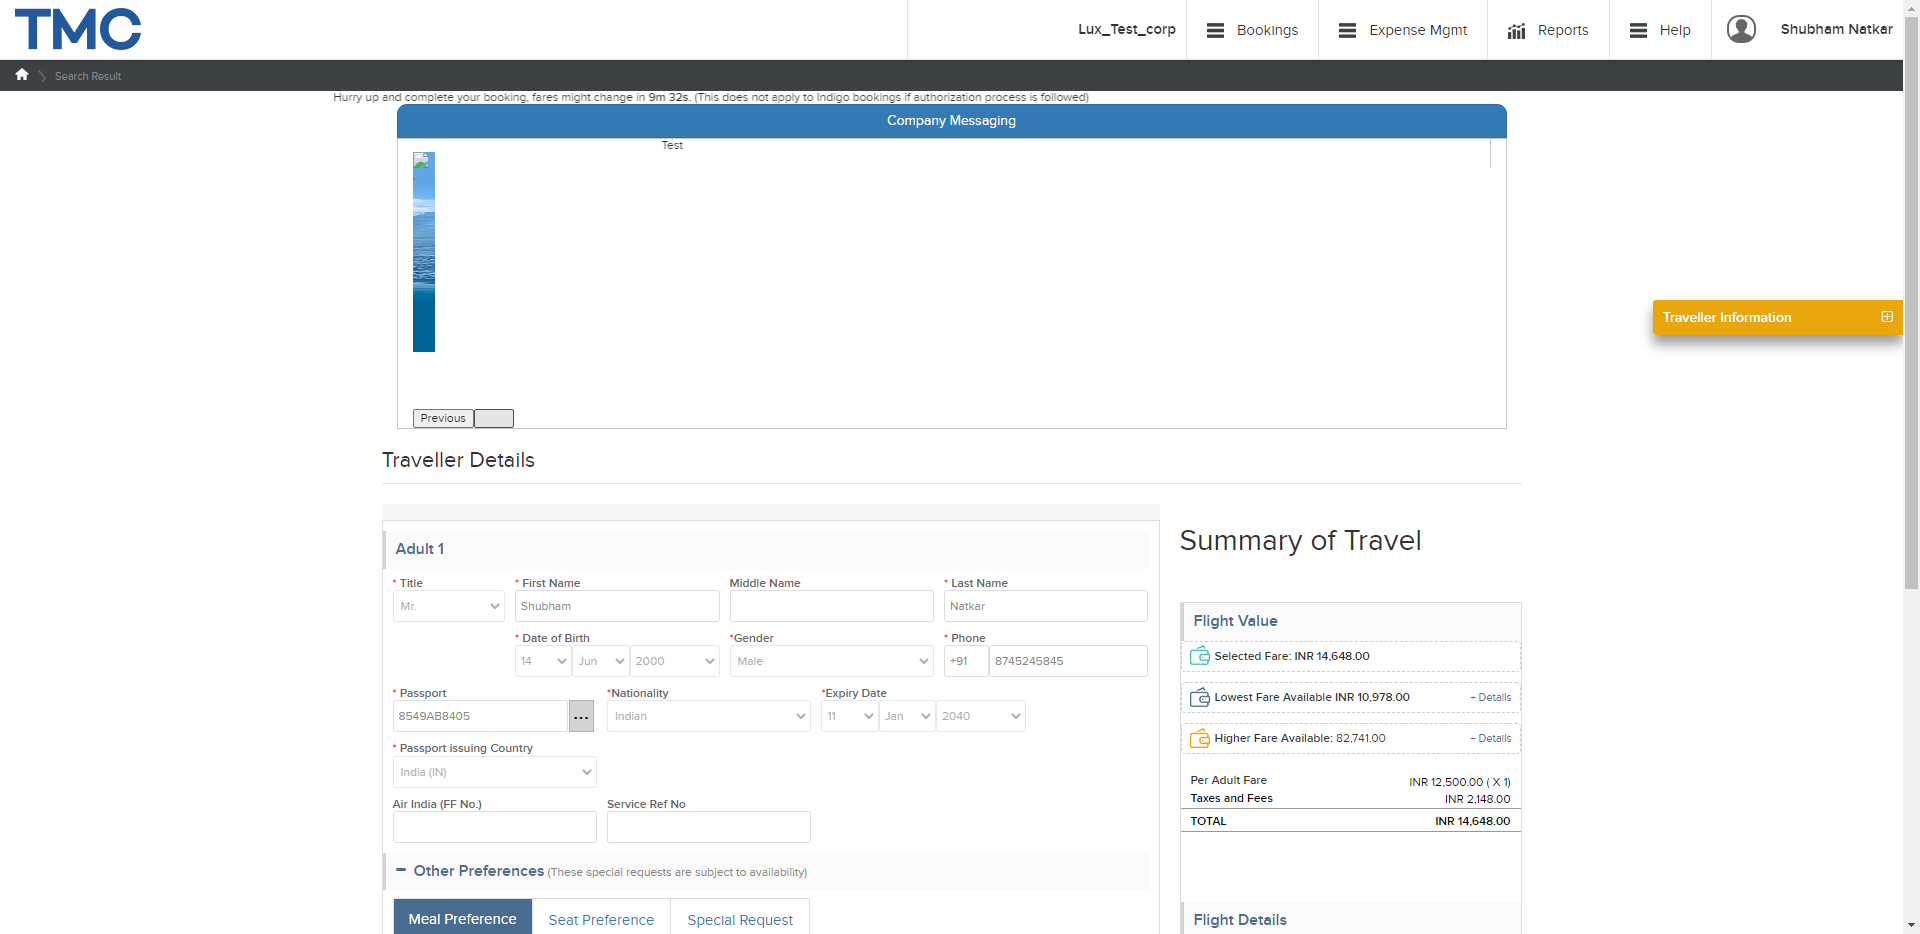 TMC
Lux_Test_corp
Bookings
Expense Mgmt
Reports
Help
Shubham Natkar
Search Result
Hurry up and complete your booking, fares might change in 9m 32s. (This does not apply to Indigo bookings if authorization process is followed)
Company Messaging
Test
Traveller Information
Previous
Traveller Details
Adult 1
* Title
* First Name
Middle Name
* Last Name
Mr.
Shubham
Natkar
* Date of Birth
*Gender
* Phone
14
Jun
2000
Male
+91
8745245845
* Passport
*Nationality
*Expiry Date
8549AB8405
...
Indian
11
Jan
2040
* Passport issuing Country
India (IN)
Air India (FF No.)
Service Ref No
Other Preferences (These special requests are subject to availability)
Meal Preference
Seat Preference
Special Request
Summary of Travel
Flight Value
Selected Fare: INR 14,648.00
Lowest Fare Available INR 10,978.00
+ Details
Higher Fare Available: 82,741.00
+ Details
Per Adult Fare
INR 12,500.00 ( X 1)
Taxes and Fees
INR 2,148.00
TOTAL
INR 14,648.00
Flight Details